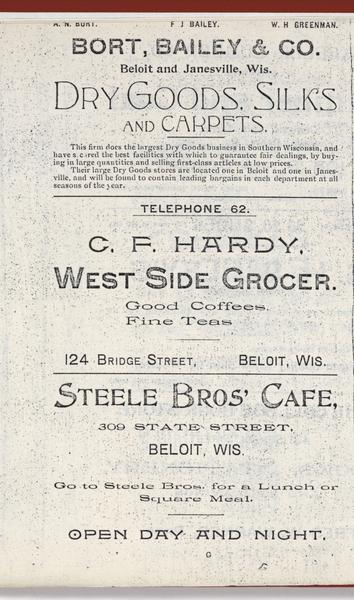 A. N. BORT. F J BAILEY. W. H GREENMAN.
BORT, BAILEY & CO.
Beloit and Janesville, Wis.
DRY GOODS, SILKS
AND CARPETS.
This firm does the largest Dry Goods business in Southern Wisconsin, and
have s cured the best facilities with which to guarantee fair dealings, by buy-
ing in large quantities and selling first-class articles at low prices.
Their large Dry Goods stores are located one in Beloit and one in Janes-
ville, and will be found to contain leading bargains in each department at all
seasons of the year.
TELEPHONE 62.
C. F. HARDY,
WEST SIDE GROCER.
Good Coffees.
Fine Teas
124 BRIDGE STREET, BELOIT, WIS.
STEELE BROS' CAFE,
309 STATE STREET,
BELOIT, WIS.
Go to Steele Bros. for a Lunch or
Square Meal.
OPEN DAY AND NIGHT.